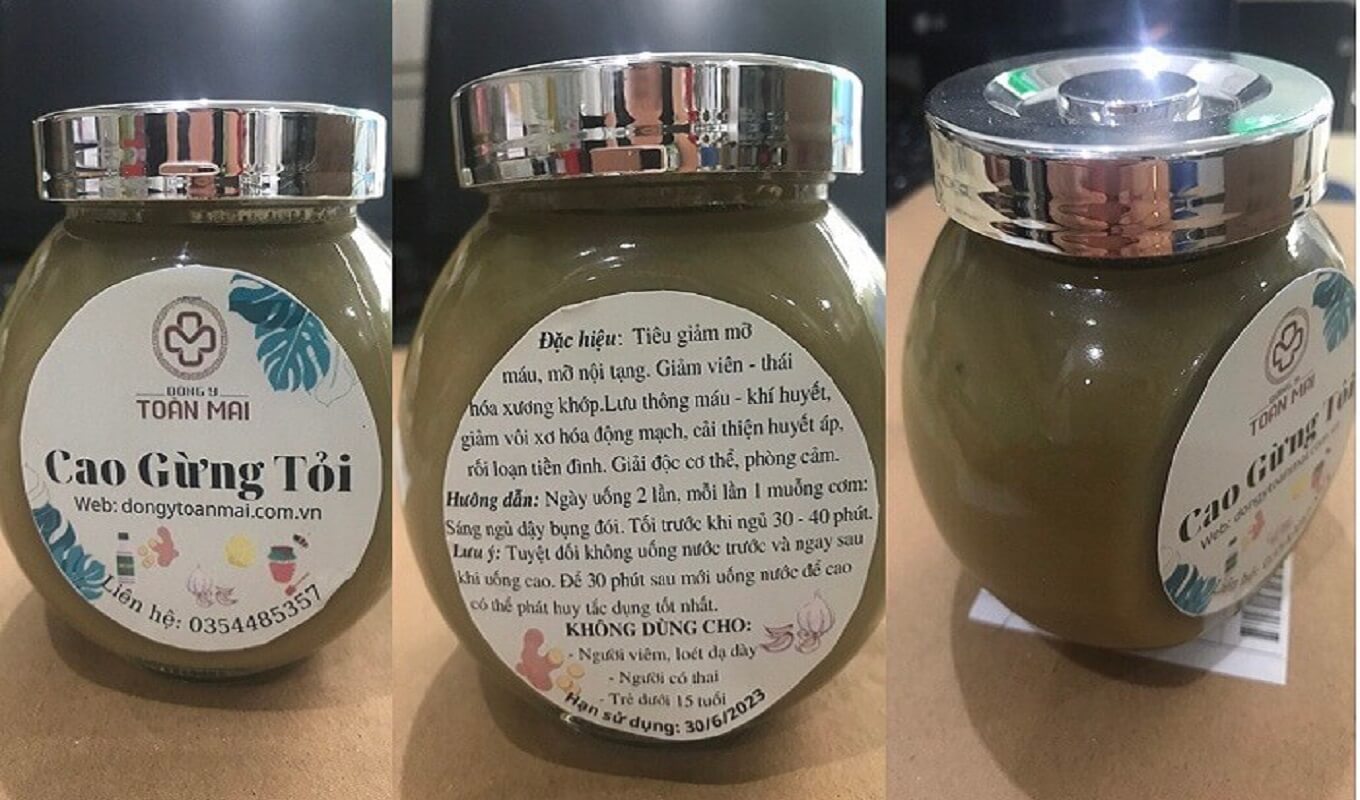 ĐÔNG Y
TOÀN MAI
Cao Gừng Tỏi
Web: dongytoanmai.com.vn
Liên hệ: 0354485357
Đặc hiệu: Tiêu giảm mỡ
máu, mỡ nội tạng. Giảm viên - thái
hóa xương khớp.Lưu thông máu - khí huyết,
giảm vôi xơ hóa động mạch, cải thiện huyết áp,
rối loạn tiền đình. Giải độc cơ thể, phòng cảm.
Hướng dẫn: Ngày uống 2 lần, mỗi lần 1 muỗng cơm:
Sáng ngủ dậy bụng đói. Tối trước khi ngủ 30 - 40 phút.
Lưu ý: Tuyệt đối không uống nước trước và ngay sau
khi uống cao. Để 30 phút sau mới uống nước để cao
có thể phát huy tác dụng tốt nhất.
KHÔNG DÙNG CHO:
- Người viêm, loét dạ dày
- Người có thai
- Trẻ dưới 15 tuổi
Hạn sử dụng: 30/6/2023
ĐÔNG Y
TOÀN MAI
Cao Gừng Tỏi
Web: dongytoanmai.com.vn